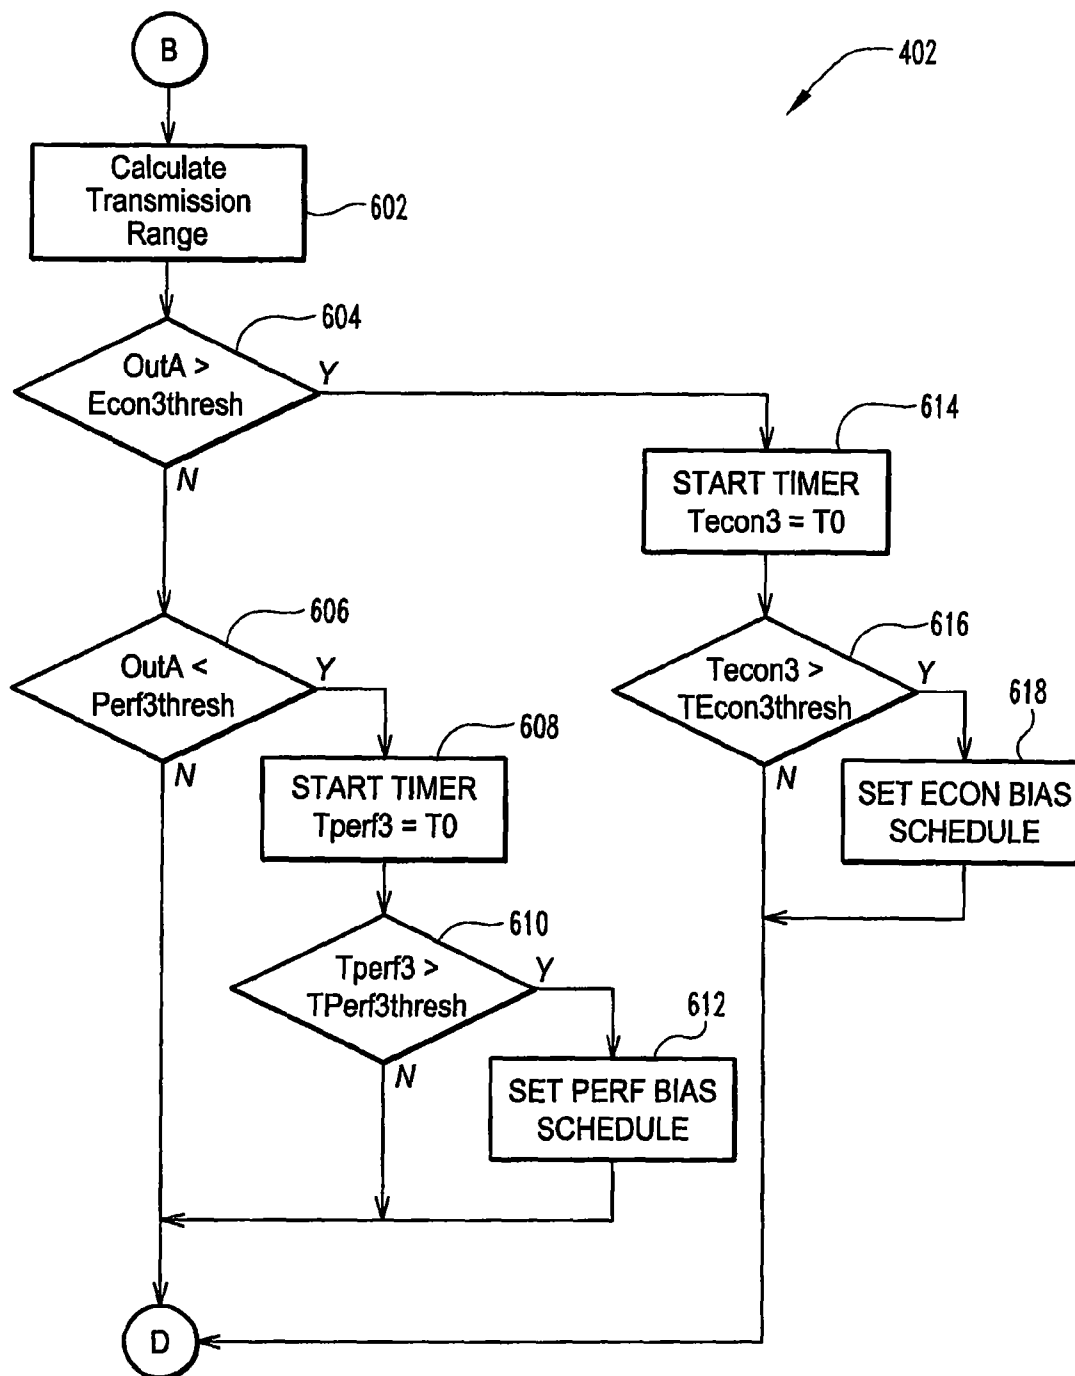 B
402
Calculate
Transmission
Range
602
604
OutA >
Econ3thresh
Y
N
614
START TIMER
Tecon3 = T0
606
OutA <
Perf3thresh
Y
N
616
Tecon3 >
TEcon3thresh
Y
N
608
START TIMER
Tperf3 = T0
618
SET ECON BIAS
SCHEDULE
610
Tperf3 >
TPerf3thresh
Y
N
612
SET PERF BIAS
SCHEDULE
D